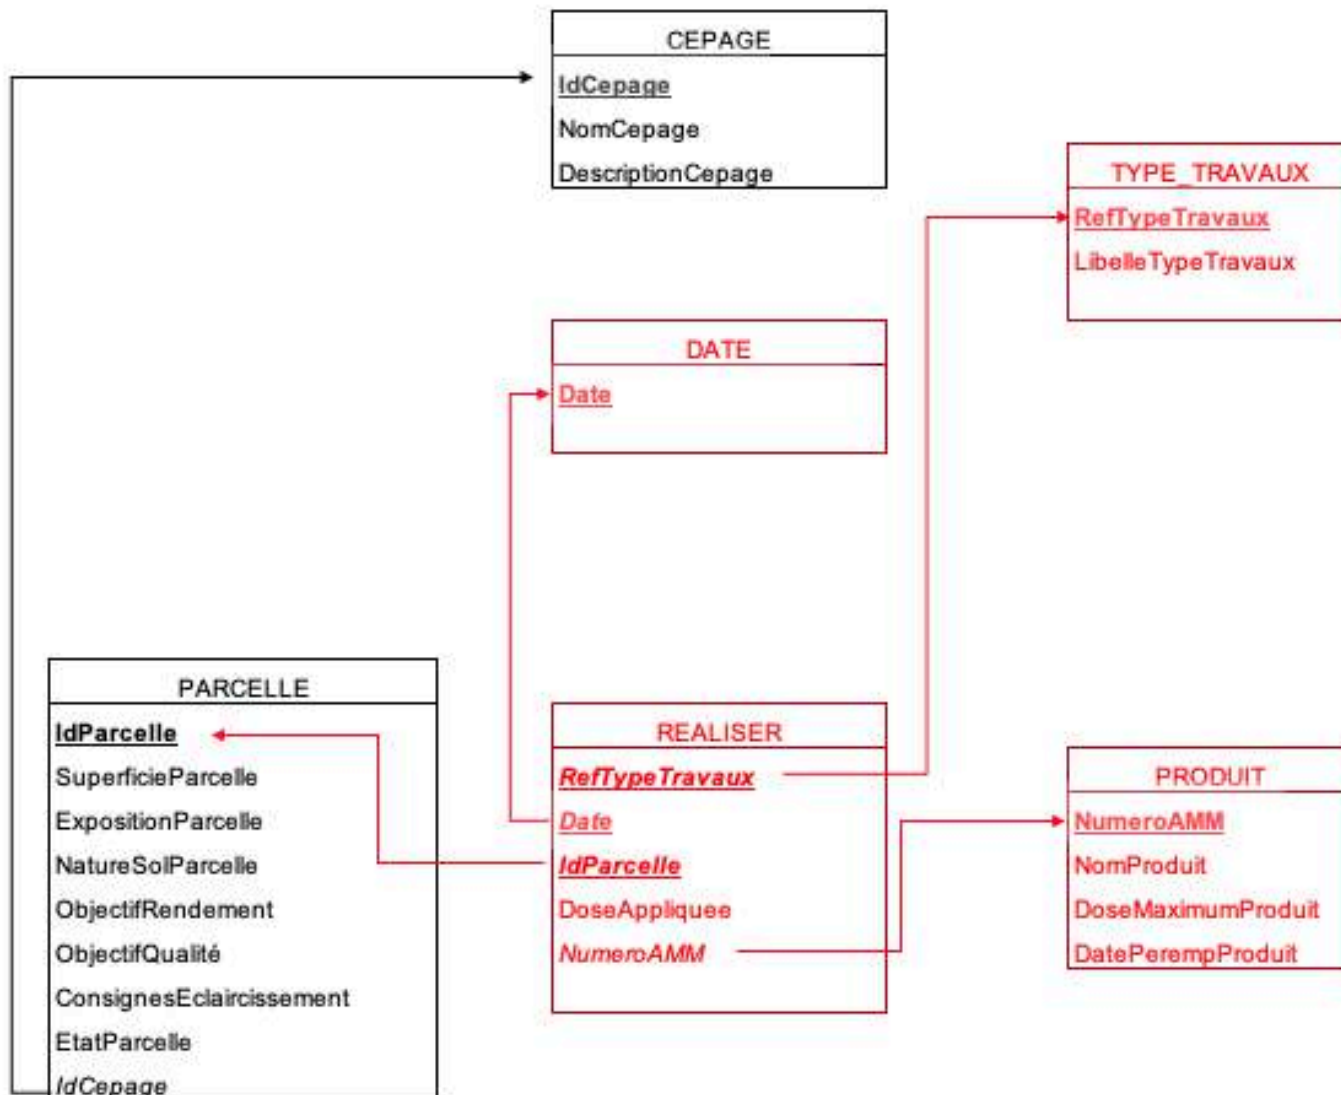 CEPAGE
IdCepage
NomCepage
DescriptionCepage
TYPE_TRAVAUX
RefTypeTravaux
LibelleTypeTravaux
DATE
Date
PARCELLE
IdParcelle
SuperficieParcelle
ExpositionParcelle
NatureSolParcelle
ObjectifRendement
ObjectifQualité
ConsignesEclaircissement
EtatParcelle
IdCepage
REALISER
RefTypeTravaux
Date
IdParcelle
DoseAppliquee
NumeroAMM
PRODUIT
NumeroAMM
NomProduit
DoseMaximumProduit
DatePerempProduit